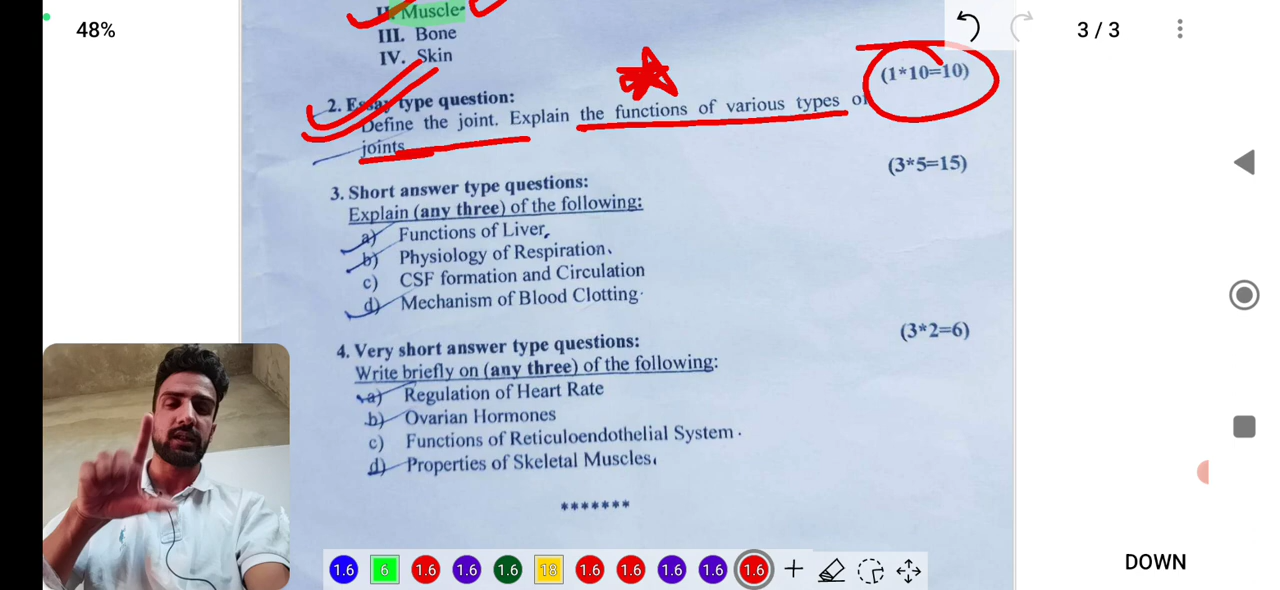 48%
3 / 3
II. Muscle
III. Bone
IV. Skin
(1*10=10)
2. Essay type question:
Define the joint. Explain the functions of various types of
joints
(3*5=15)
3. Short answer type questions:
Explain (any three) of the following:
a) Functions of Liver
b) Physiology of Respiration
c) CSF formation and Circulation
d) Mechanism of Blood Clotting
(3*2=6)
4. Very short answer type questions:
Write briefly on (any three) of the following:
a) Regulation of Heart Rate
b) Ovarian Hormones
c) Functions of Reticuloendothelial System
d) Properties of Skeletal Muscles
*******
1.6 6 1.6 1.6 1.6 18 1.6 1.6 1.6 1.6 1.6
DOWN